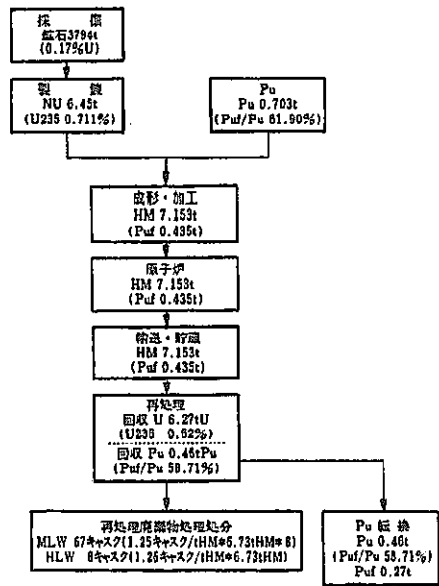 採 鉱
鉱石3794t
(0.17%U)
製 錬
NU 6.45t
(U235 0.711%)
Pu
Pu 0.703t
(Puf/Pu 61.90%)
成形・加工
HM 7.153t
(Puf 0.435t)
原子炉
HM 7.153t
(Puf 0.435t)
輸送・貯蔵
HM 7.153t
(Puf 0.435t)
再処理
回収 U 6.27tU
(U235 0.62%)
回収 Pu 0.46tPu
(Puf/Pu 58.71%)
再処理廃棄物処理処分
MLW 67キャスク(1.25キャスク/tHM*6.73tHM*8)
HLW 8キャスク(1.25キャスク/tHM*6.73tHM)
Pu 転 換
Pu 0.46t
(Puf/Pu 58.71%)
Puf 0.27t